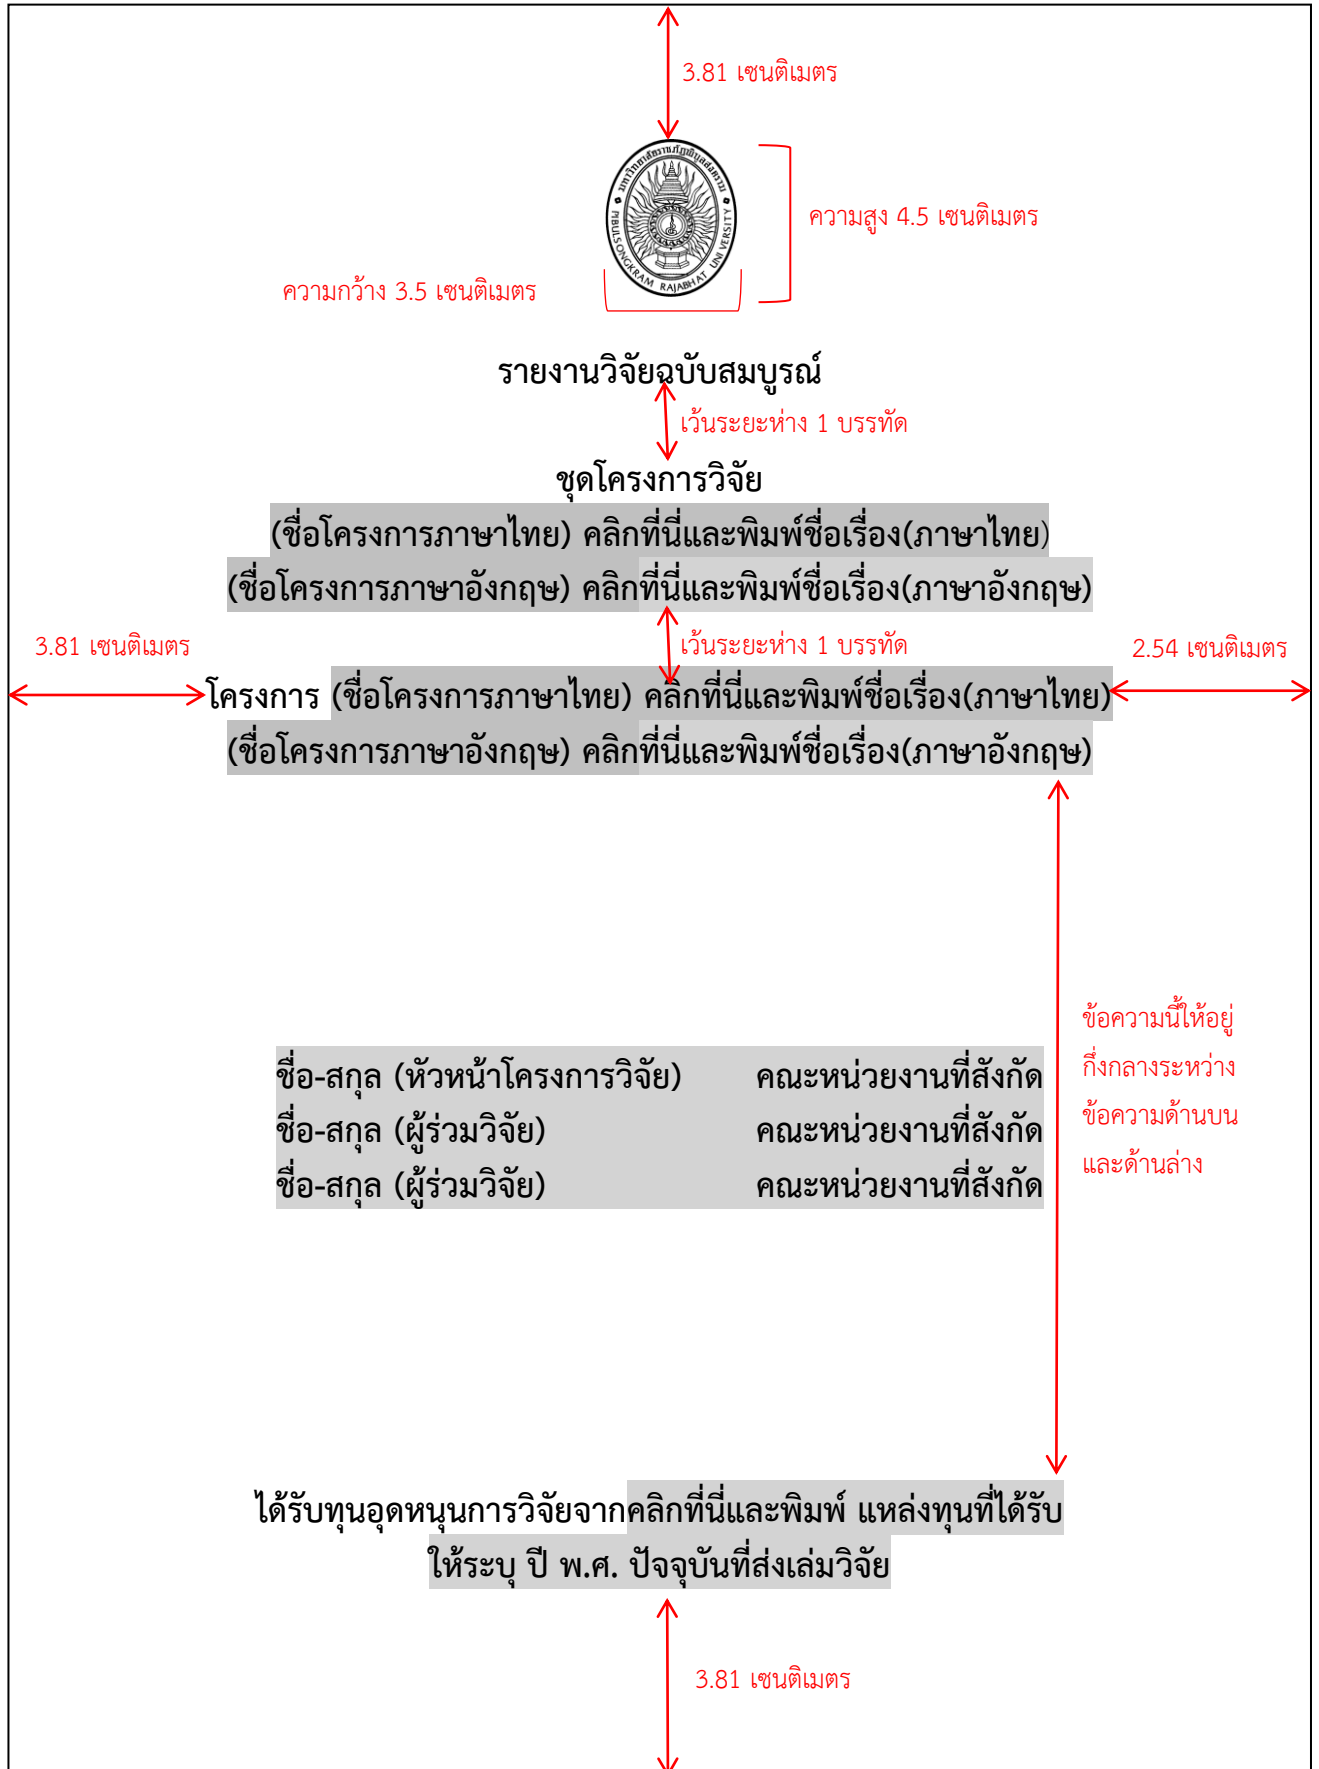 3.81 เซนติเมตร
มหาวิทยาลัยราชภัฏพิบูลสงคราม
PIBULSONGKRAM RAJABHAT UNIVERSITY
ความสูง 4.5 เซนติเมตร
ความกว้าง 3.5 เซนติเมตร
รายงานวิจัยฉบับสมบูรณ์
เว้นระยะห่าง 1 บรรทัด
ชุดโครงการวิจัย
(ชื่อโครงการภาษาไทย) คลิกที่นี่และพิมพ์ชื่อเรื่อง(ภาษาไทย)
(ชื่อโครงการภาษาอังกฤษ) คลิกที่นี่และพิมพ์ชื่อเรื่อง(ภาษาอังกฤษ)
3.81 เซนติเมตร
เว้นระยะห่าง 1 บรรทัด
2.54 เซนติเมตร
โครงการ (ชื่อโครงการภาษาไทย) คลิกที่นี่และพิมพ์ชื่อเรื่อง(ภาษาไทย)
(ชื่อโครงการภาษาอังกฤษ) คลิกที่นี่และพิมพ์ชื่อเรื่อง(ภาษาอังกฤษ)
ข้อความนี้ให้อยู่
กึ่งกลางระหว่าง
ข้อความด้านบน
และด้านล่าง
ชื่อ-สกุล (หัวหน้าโครงการวิจัย) คณะหน่วยงานที่สังกัด
ชื่อ-สกุล (ผู้ร่วมวิจัย) คณะหน่วยงานที่สังกัด
ชื่อ-สกุล (ผู้ร่วมวิจัย) คณะหน่วยงานที่สังกัด
ได้รับทุนอุดหนุนการวิจัยจากคลิกที่นี่และพิมพ์ แหล่งทุนที่ได้รับ
ให้ระบุ ปี พ.ศ. ปัจจุบันที่ส่งเล่มวิจัย
3.81 เซนติเมตร